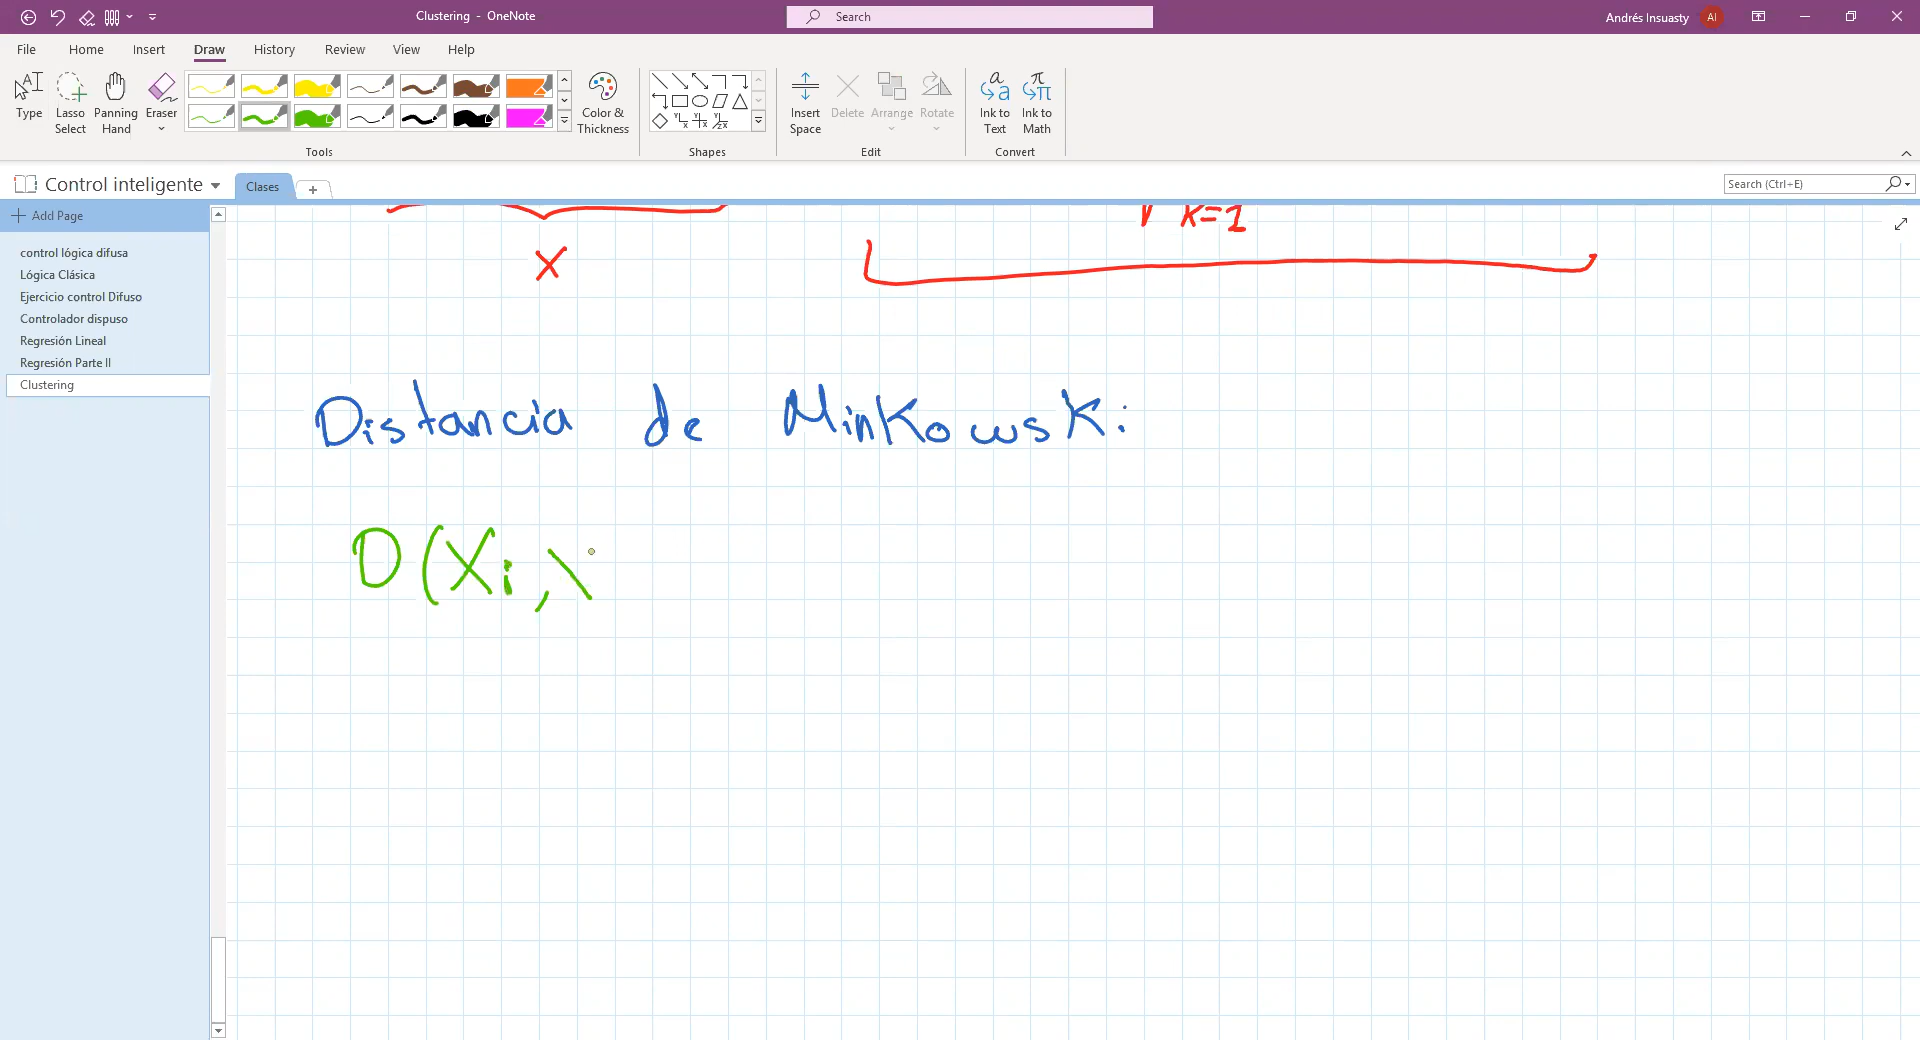 Clustering - OneNote
Search
Andrés Insuasty
AI
File Home Insert Draw History Review View Help
Type
Lasso Select
Panning Hand
Eraser
Color & Thickness
Insert Space
Delete
Arrange
Rotate
Ink to Text
Ink to Math
Tools
Shapes
Edit
Convert
Control inteligente
Clases
Search (Ctrl+E)
Add Page
control lógica difusa
Lógica Clásica
Ejercicio control Difuso
Controlador dispuso
Regresión Lineal
Regresión Parte II
Clustering
K=1
X
Distancia de MinKowsKi
D(Xi,